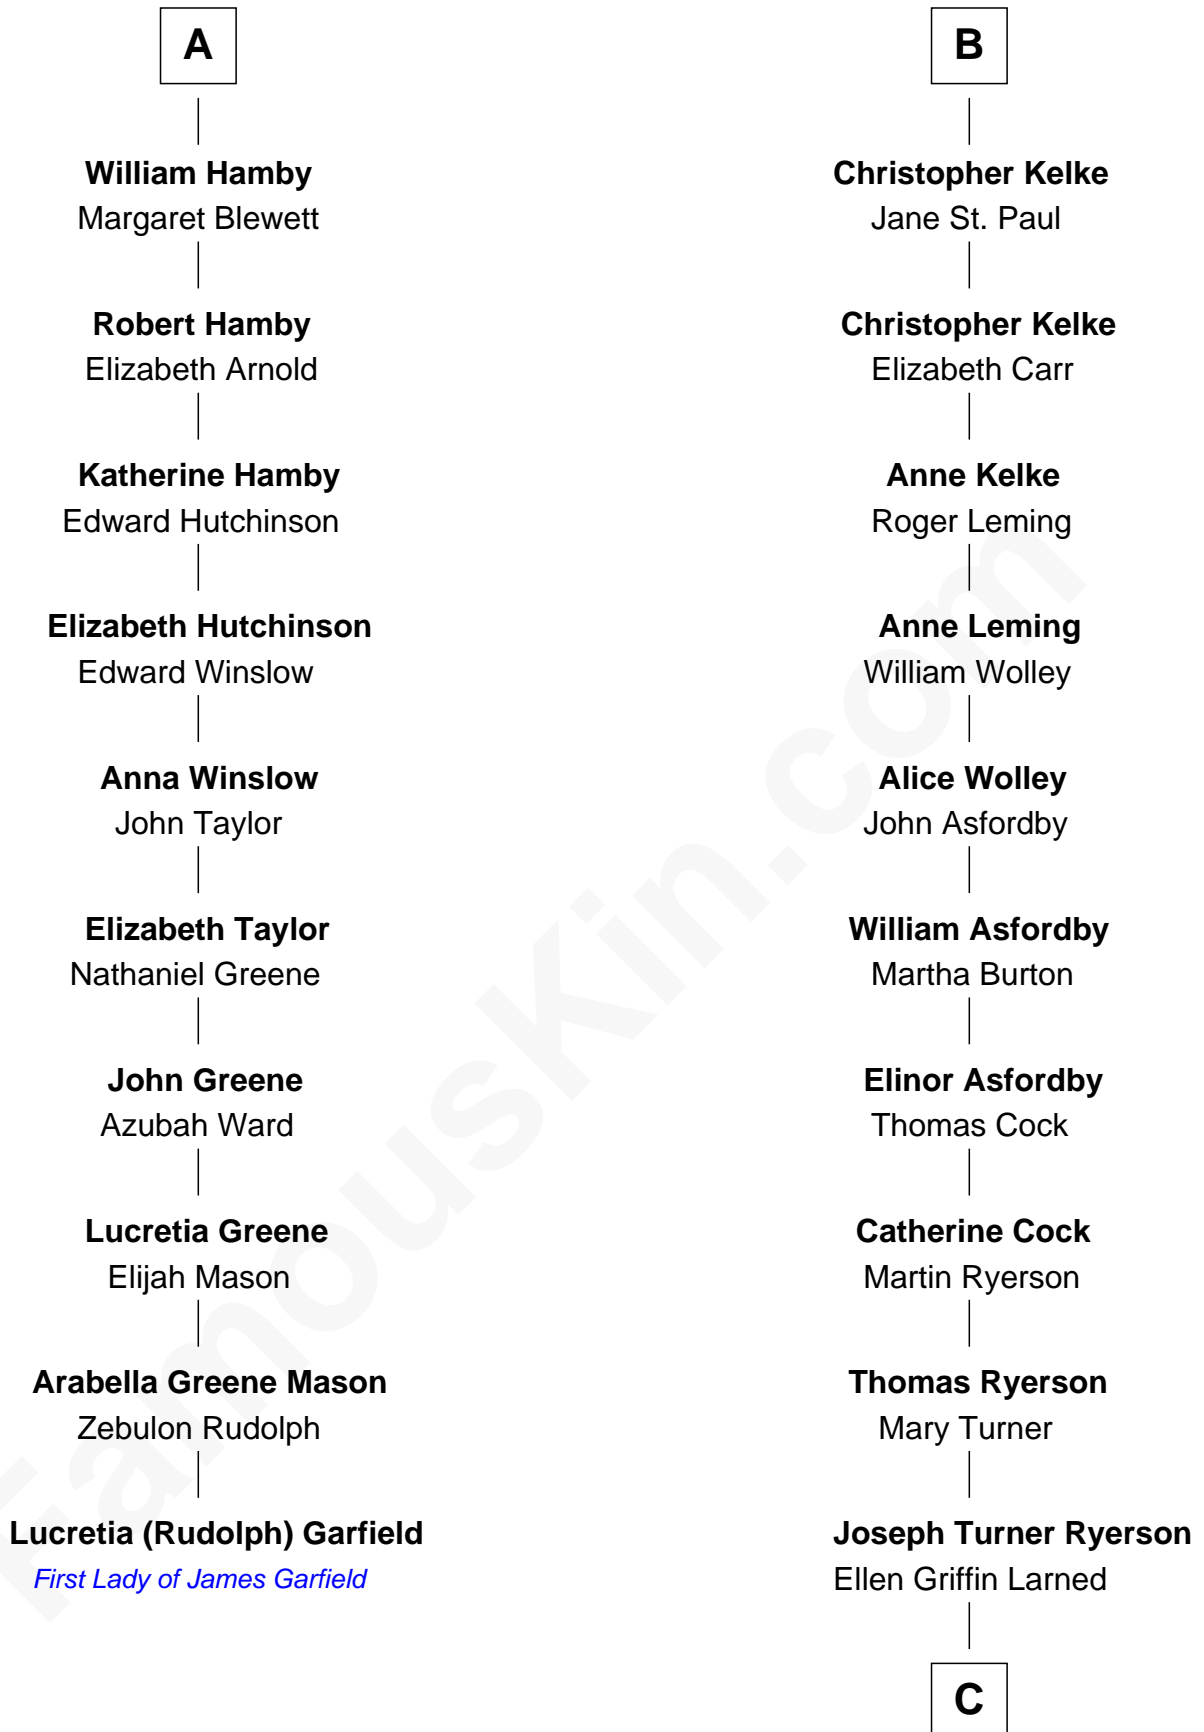 A
William Hamby
Margaret Blewett
Robert Hamby
Elizabeth Arnold
Katherine Hamby
Edward Hutchinson
Elizabeth Hutchinson
Edward Winslow
Anna Winslow
John Taylor
Elizabeth Taylor
Nathaniel Greene
John Greene
Azubah Ward
Lucretia Greene
Elijah Mason
Arabella Greene Mason
Zebulon Rudolph
Lucretia (Rudolph) Garfield
First Lady of James Garfield
B
Christopher Kelke
Jane St. Paul
Christopher Kelke
Elizabeth Carr
Anne Kelke
Roger Leming
Anne Leming
William Wolley
Alice Wolley
John Asfordby
William Asfordby
Martha Burton
Elinor Asfordby
Thomas Cock
Catherine Cock
Martin Ryerson
Thomas Ryerson
Mary Turner
Joseph Turner Ryerson
Ellen Griffin Larned
C
FamousKin.com